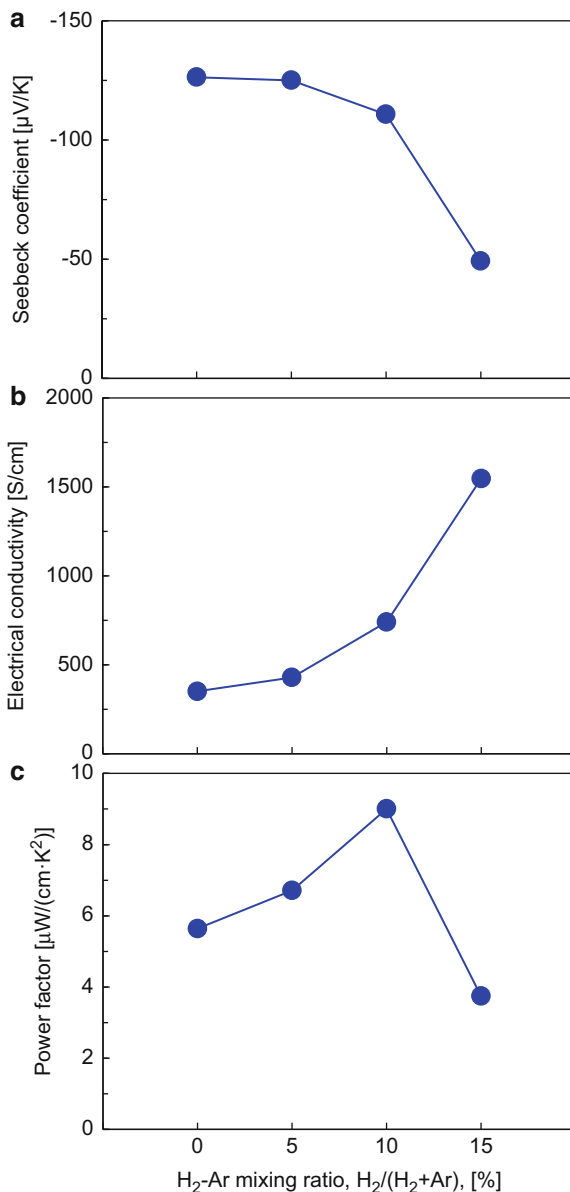 a
-150
-100
-50
0
Seebeck coefficient [µV/K]
b
2000
1500
1000
500
0
Electrical conductivity [S/cm]
c
10
8
6
4
2
0
Power factor [µW/(cm·K²)]
0 5 10 15
H₂-Ar mixing ratio, H₂/(H₂+Ar), [%]